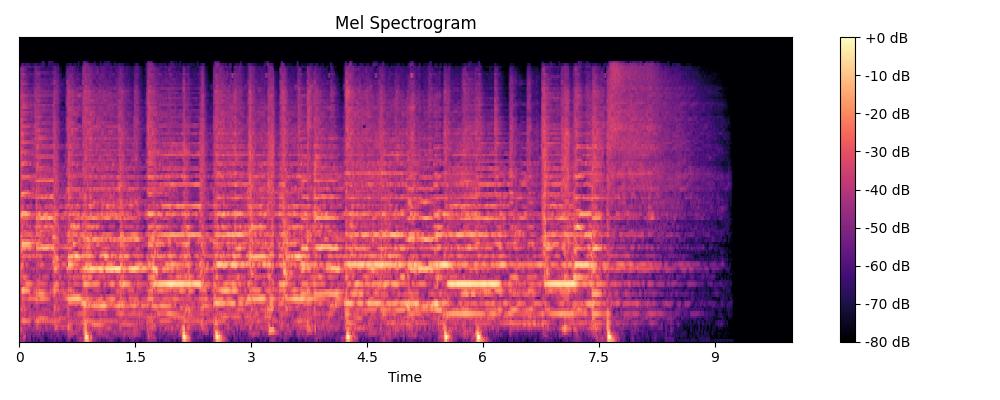 Mel Spectrogram
+0 dB
-10 dB
-20 dB
-30 dB
-40 dB
-50 dB
-60 dB
-70 dB
-80 dB
0 1.5 3 4.5 6 7.5 9
Time